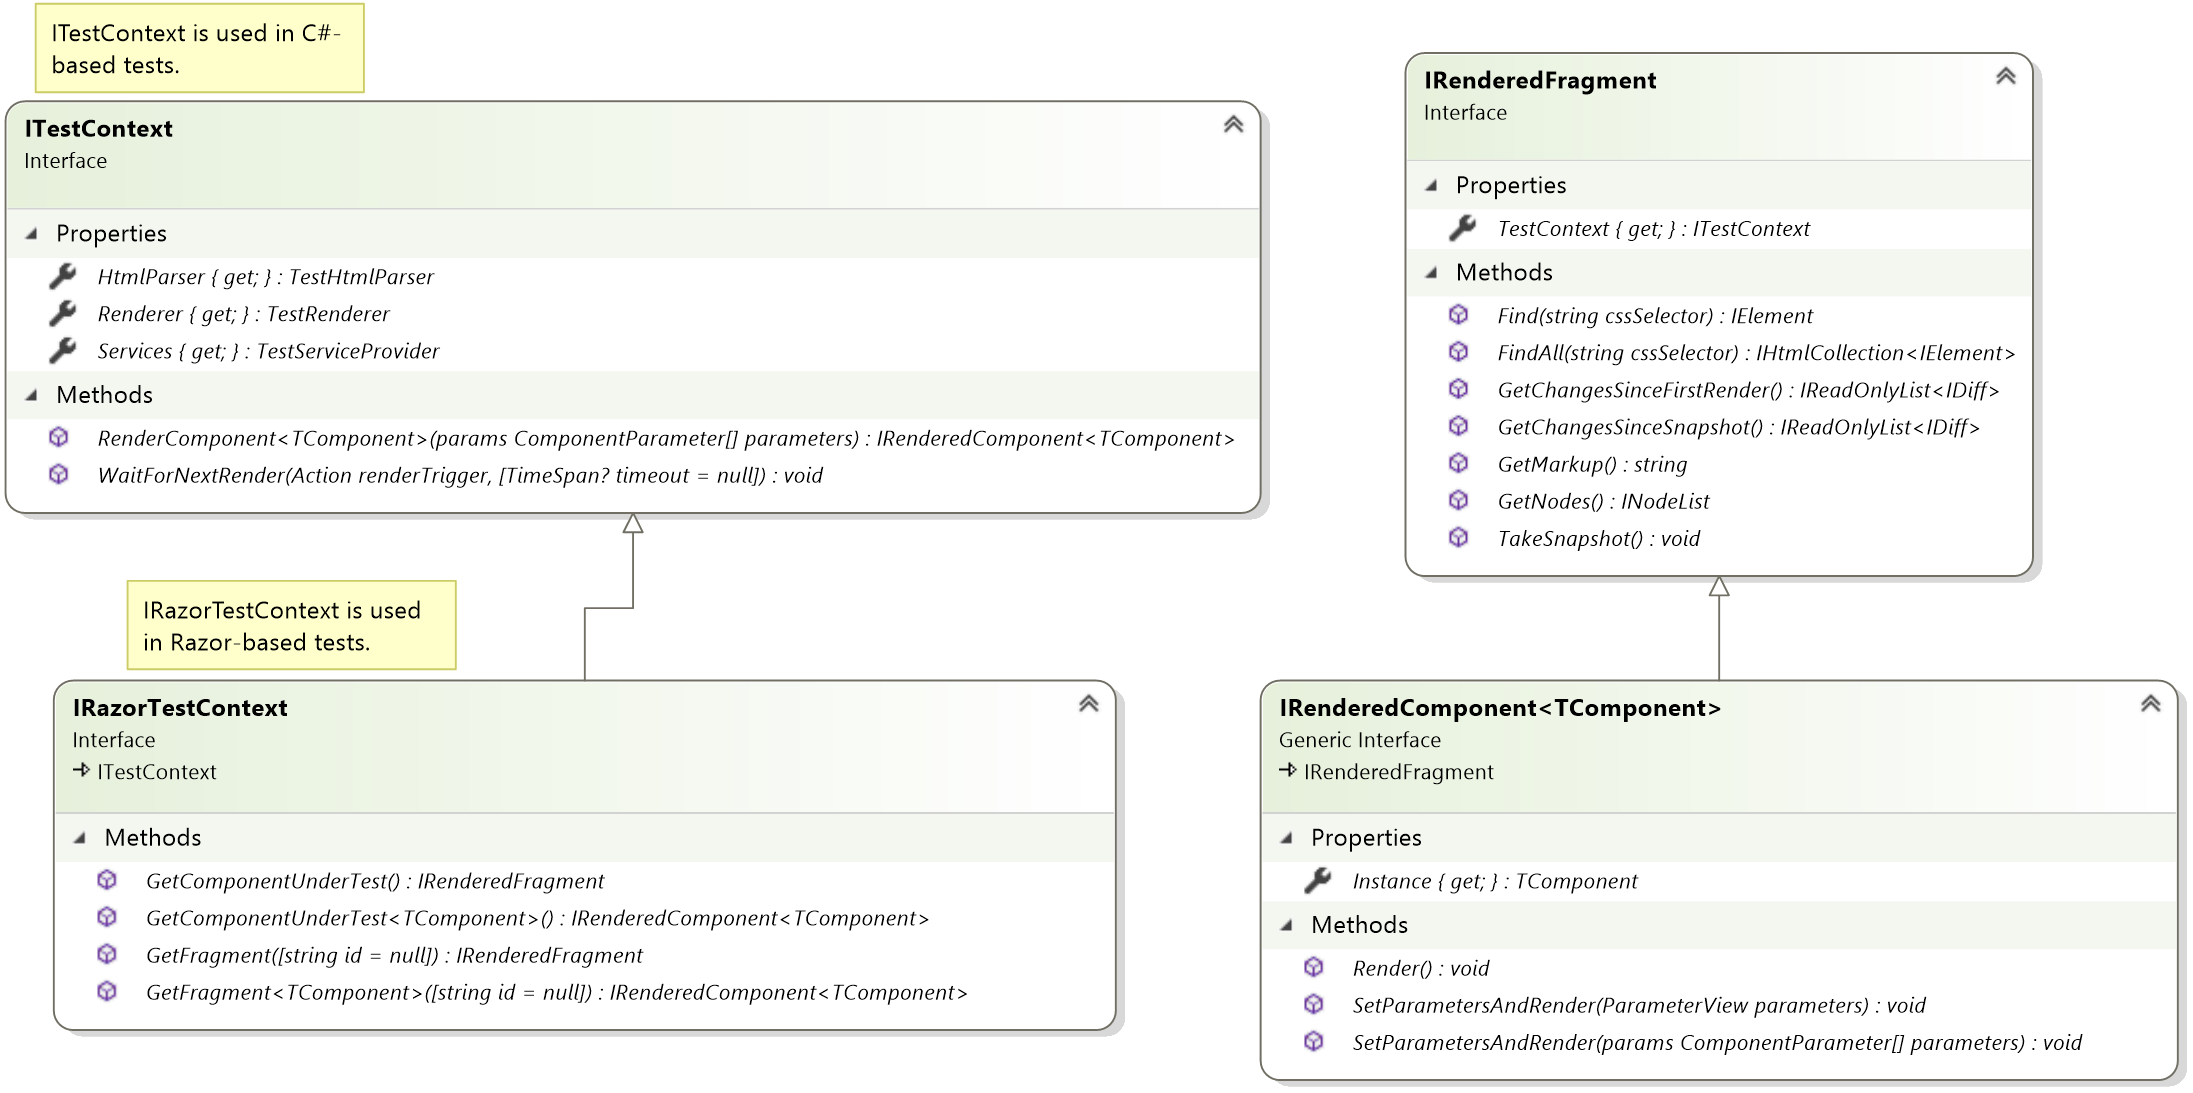 ITestContext is used in C#-
based tests.
ITestContext
Interface
Properties
HtmlParser { get; } : TestHtmlParser
Renderer { get; } : TestRenderer
Services { get; } : TestServiceProvider
Methods
RenderComponent<TComponent>(params ComponentParameter[] parameters) : IRenderedComponent<TComponent>
WaitForNextRender(Action renderTrigger, [TimeSpan? timeout = null]) : void
IRazorTestContext is used
in Razor-based tests.
IRazorTestContext
Interface
ITestContext
Methods
GetComponentUnderTest() : IRenderedFragment
GetComponentUnderTest<TComponent>() : IRenderedComponent<TComponent>
GetFragment([string id = null]) : IRenderedFragment
GetFragment<TComponent>([string id = null]) : IRenderedComponent<TComponent>
IRenderedFragment
Interface
Properties
TestContext { get; } : ITestContext
Methods
Find(string cssSelector) : IElement
FindAll(string cssSelector) : IHtmlCollection<IElement>
GetChangesSinceFirstRender() : IReadOnlyList<IDiff>
GetChangesSinceSnapshot() : IReadOnlyList<IDiff>
GetMarkup() : string
GetNodes() : INodeList
TakeSnapshot() : void
IRenderedComponent<TComponent>
Generic Interface
IRenderedFragment
Properties
Instance { get; } : TComponent
Methods
Render() : void
SetParametersAndRender(ParameterView parameters) : void
SetParametersAndRender(params ComponentParameter[] parameters) : void